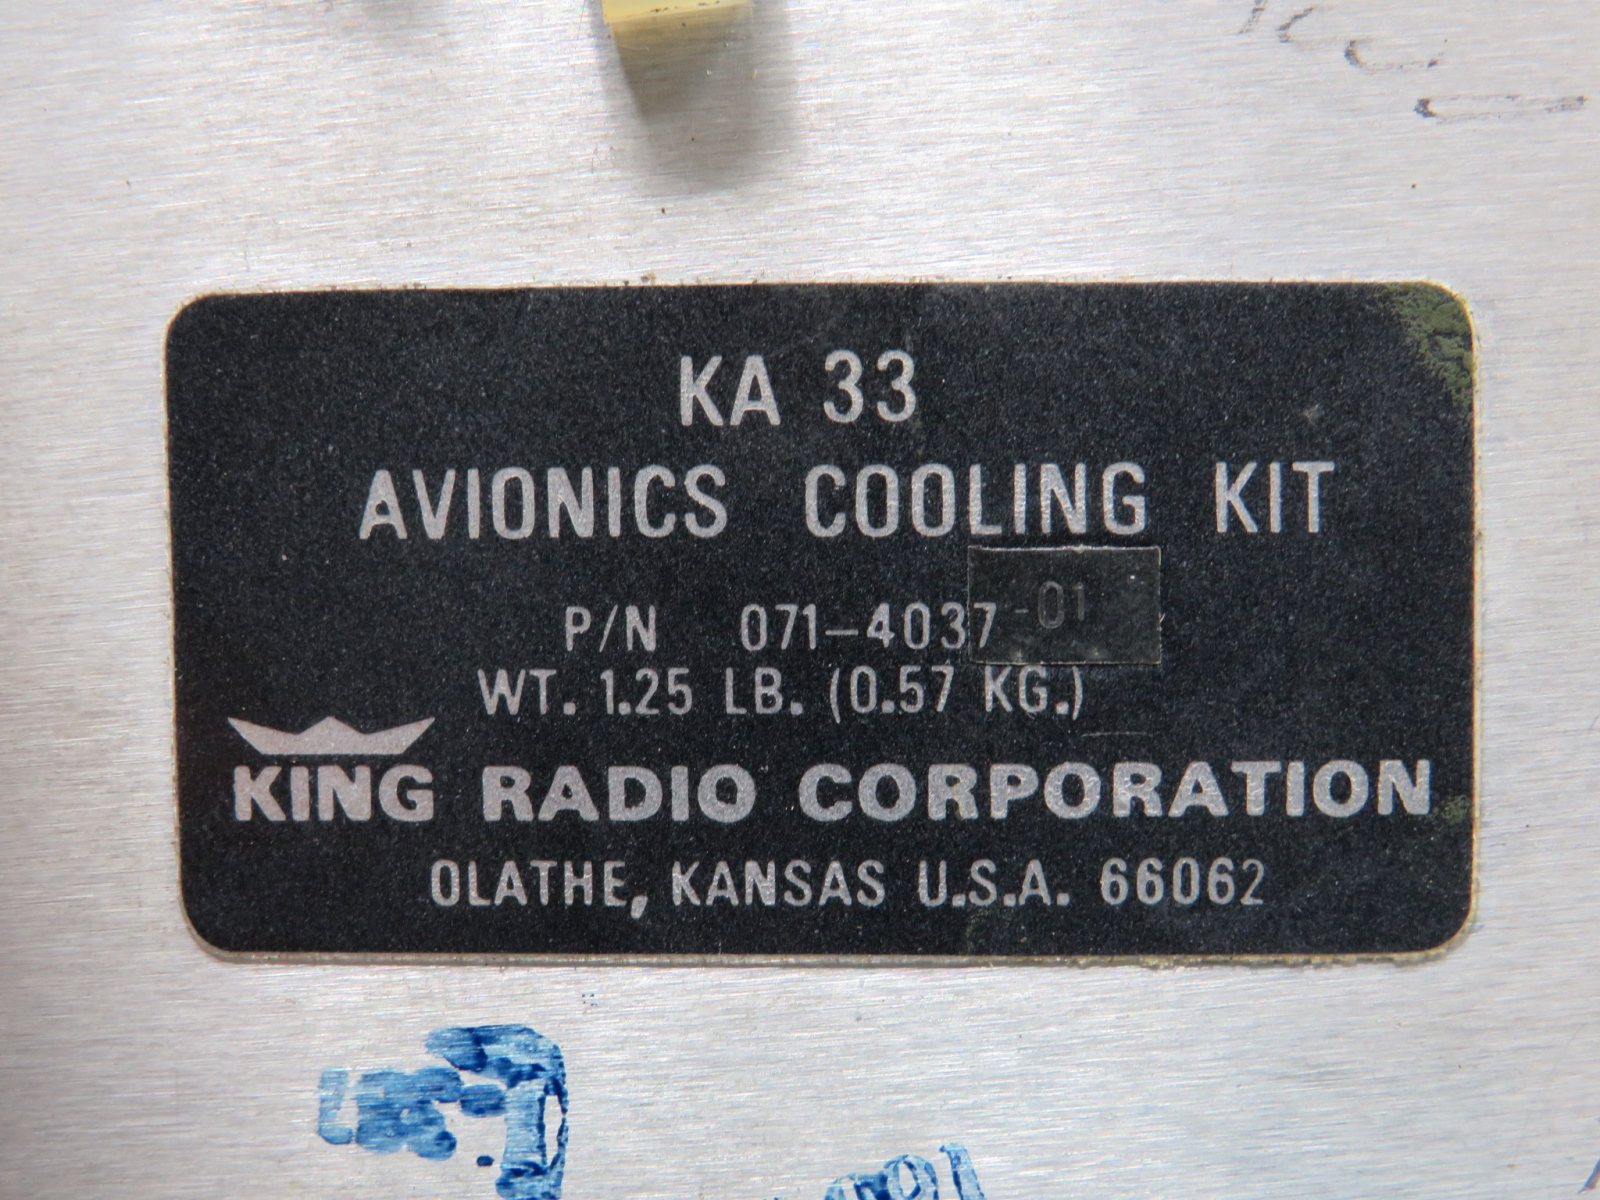 KA 33
AVIONICS COOLING KIT
P/N 071-4037 -01
WT. 1.25 LB. (0.57 KG.)
KING RADIO CORPORATION
OLATHE, KANSAS U.S.A. 66062